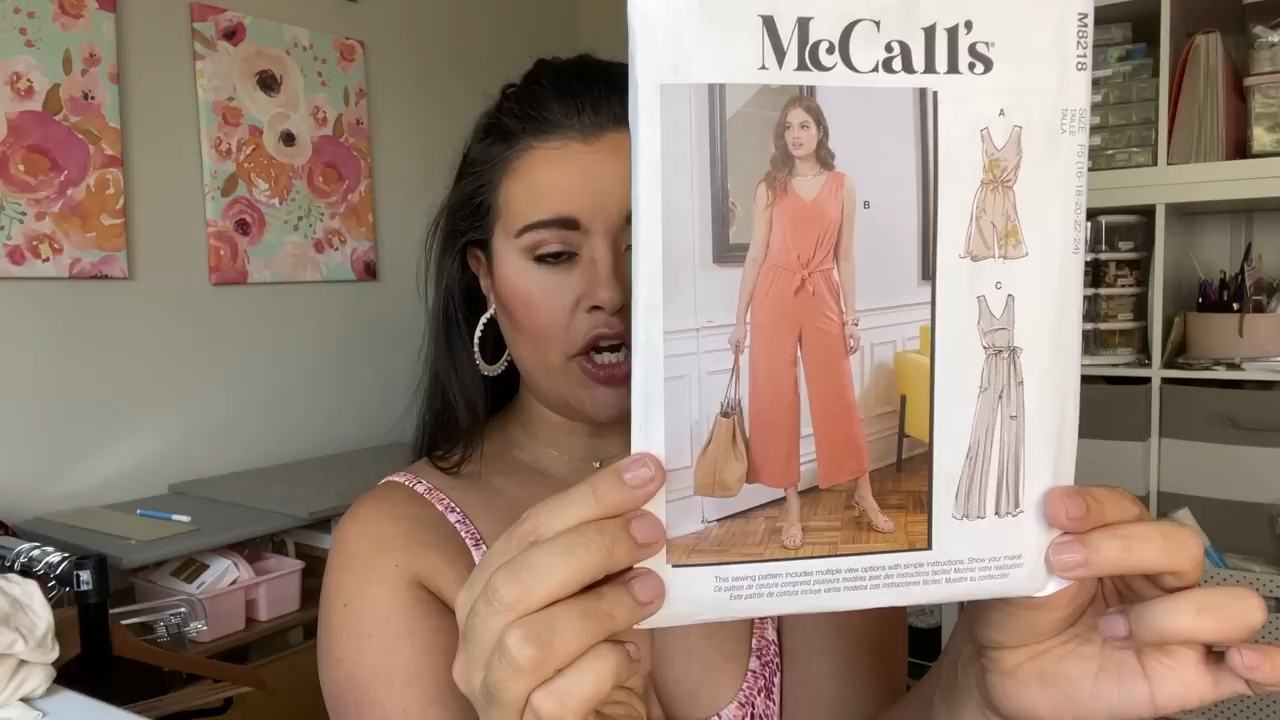 McCall's
M8218
SIZE F5 (16-18-20-22-24)
TAILLE
TALLA
A
B
C
This sewing pattern includes multiple view options with simple instructions. Show your make!
Ce patron de couture comprend plusieurs modèles avec des instructions faciles! Montrez votre réalisation!
Este patrón de costura incluye varios modelos con instrucciones fáciles! Muestre su confección!